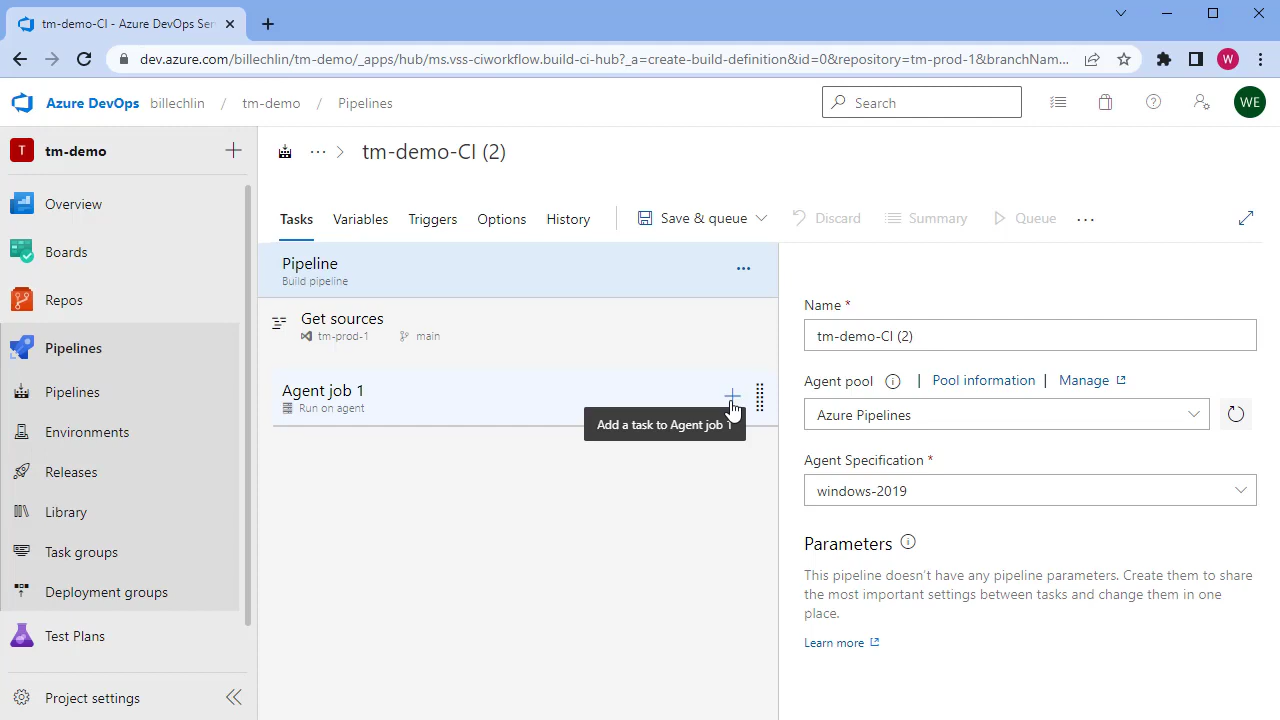 tm-demo-CI - Azure DevOps Ser
dev.azure.com/billechlin/tm-demo/_apps/hub/ms.vss-ciworkflow.build-ci-hub?_a=create-build-definition&id=0&repository=tm-prod-1&branchNam...
W
Azure DevOps billechlin / tm-demo / Pipelines
Search
WE
T tm-demo
Overview
Boards
Repos
Pipelines
Pipelines
Environments
Releases
Library
Task groups
Deployment groups
Test Plans
Project settings
tm-demo-CI (2)
Tasks Variables Triggers Options History Save & queue Discard Summary Queue
Pipeline
Build pipeline
Get sources
tm-prod-1 main
Agent job 1
Run on agent
Add a task to Agent job 1
Name *
tm-demo-CI (2)
Agent pool | Pool information | Manage
Azure Pipelines
Agent Specification *
windows-2019
Parameters
This pipeline doesn't have any pipeline parameters. Create them to share
the most important settings between tasks and change them in one
place.
Learn more